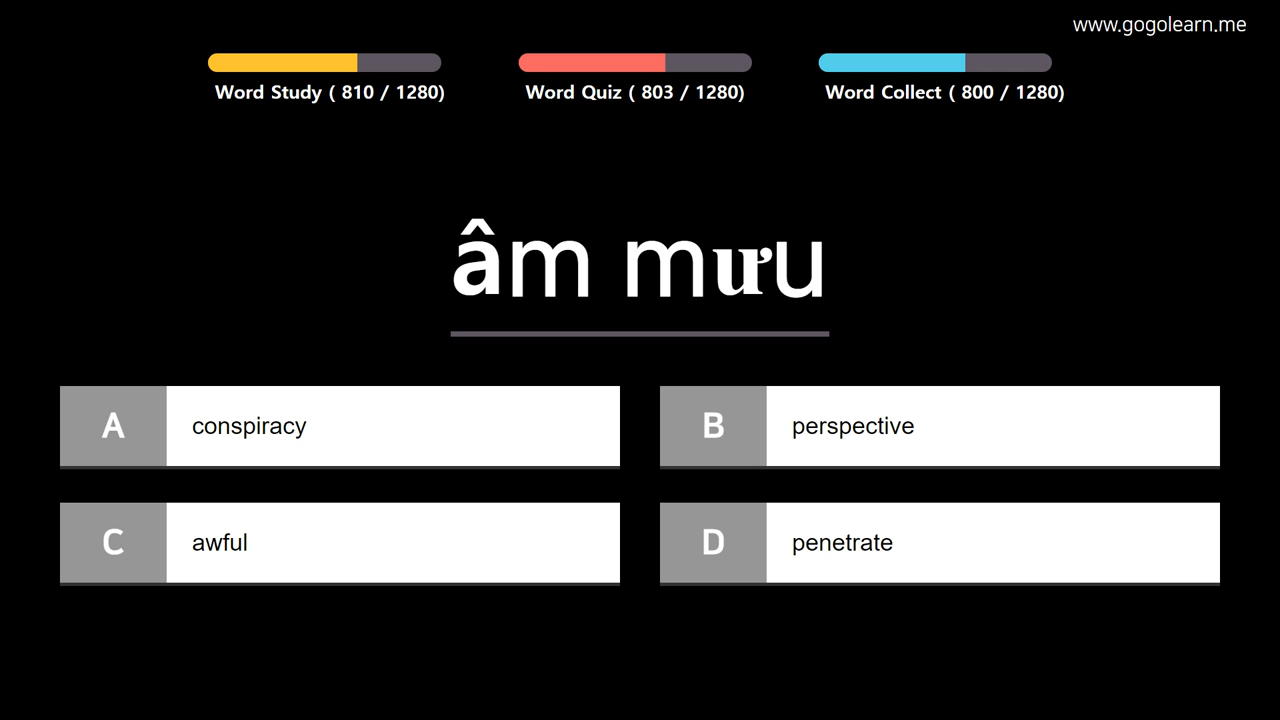 www.gogolearn.me
Word Study ( 810 / 1280)
Word Quiz ( 803 / 1280)
Word Collect ( 800 / 1280)
âm mưu
A conspiracy
B perspective
C awful
D penetrate